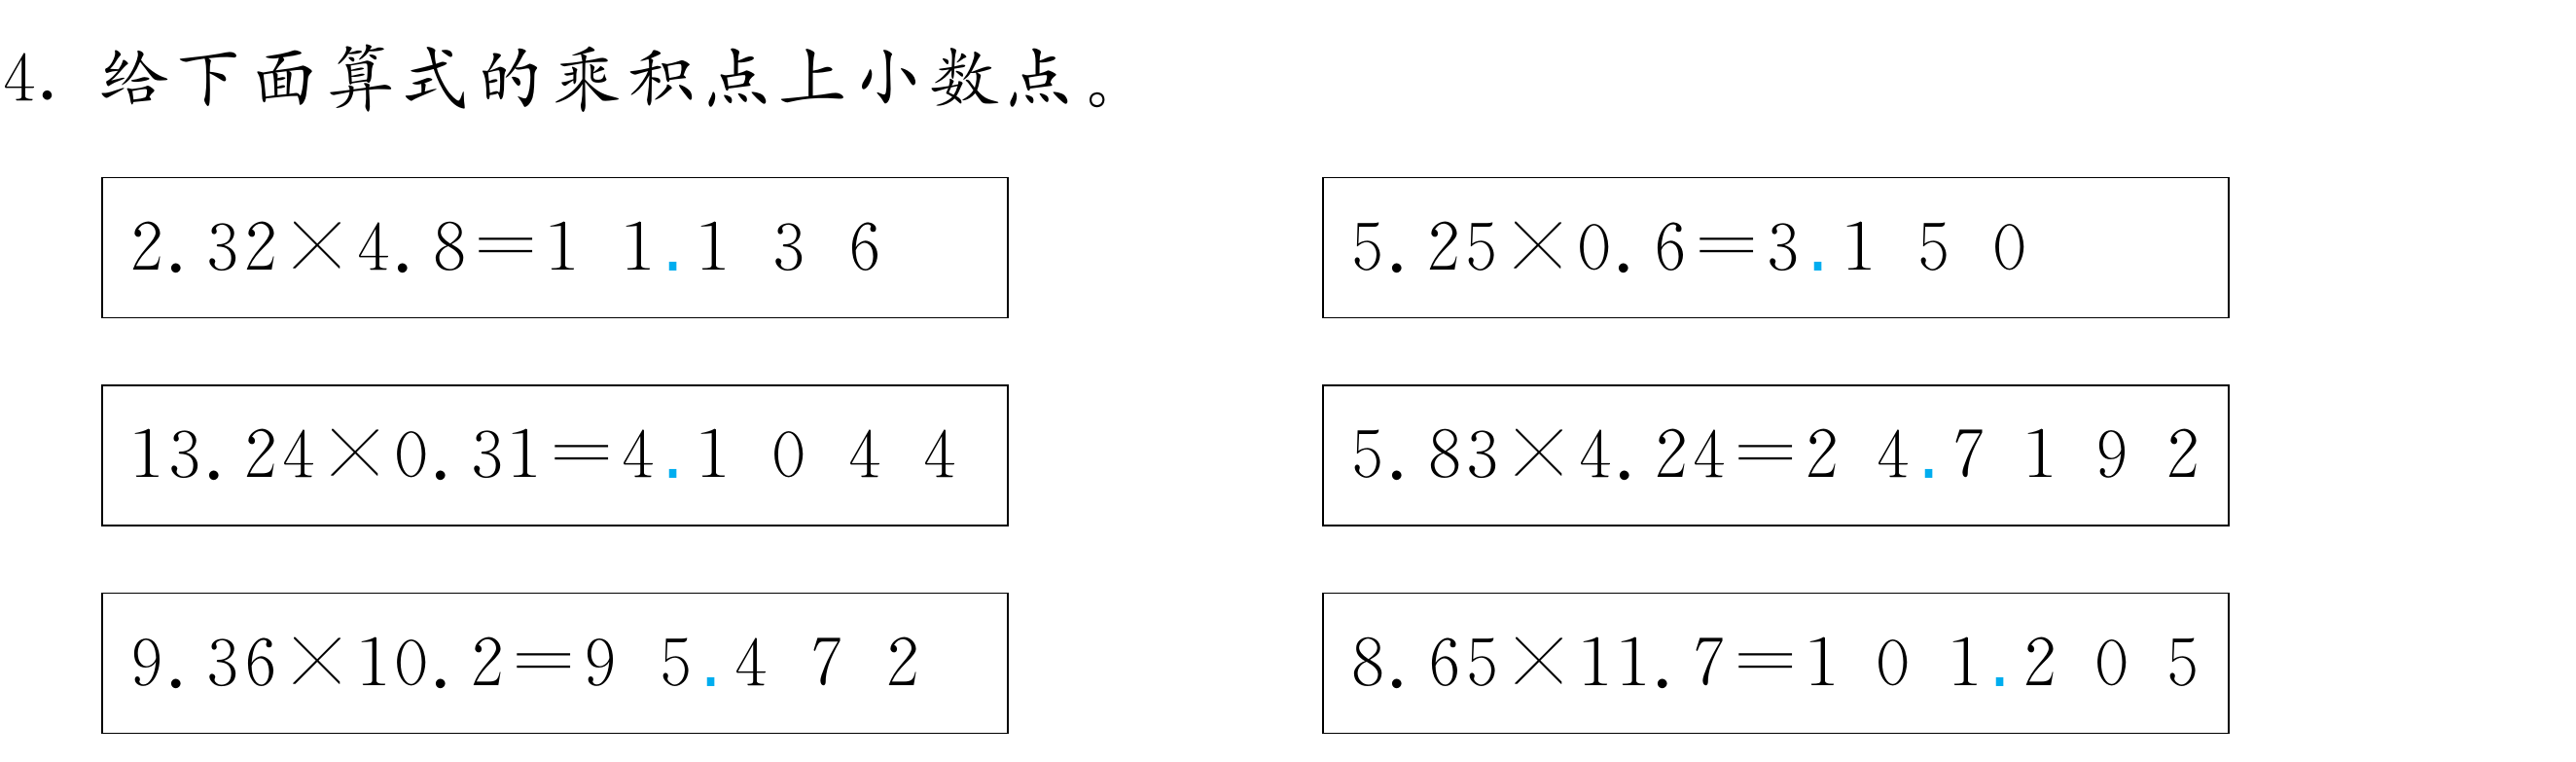 4. 给下面算式的乘积点上小数点。
2.32×4.8=1 1.1 3 6
5.25×0.6=3.1 5 0
13.24×0.31=4.1 0 4 4
5.83×4.24=2 4.7 1 9 2
9.36×10.2=9 5.4 7 2
8.65×11.7=1 0 1.2 0 5